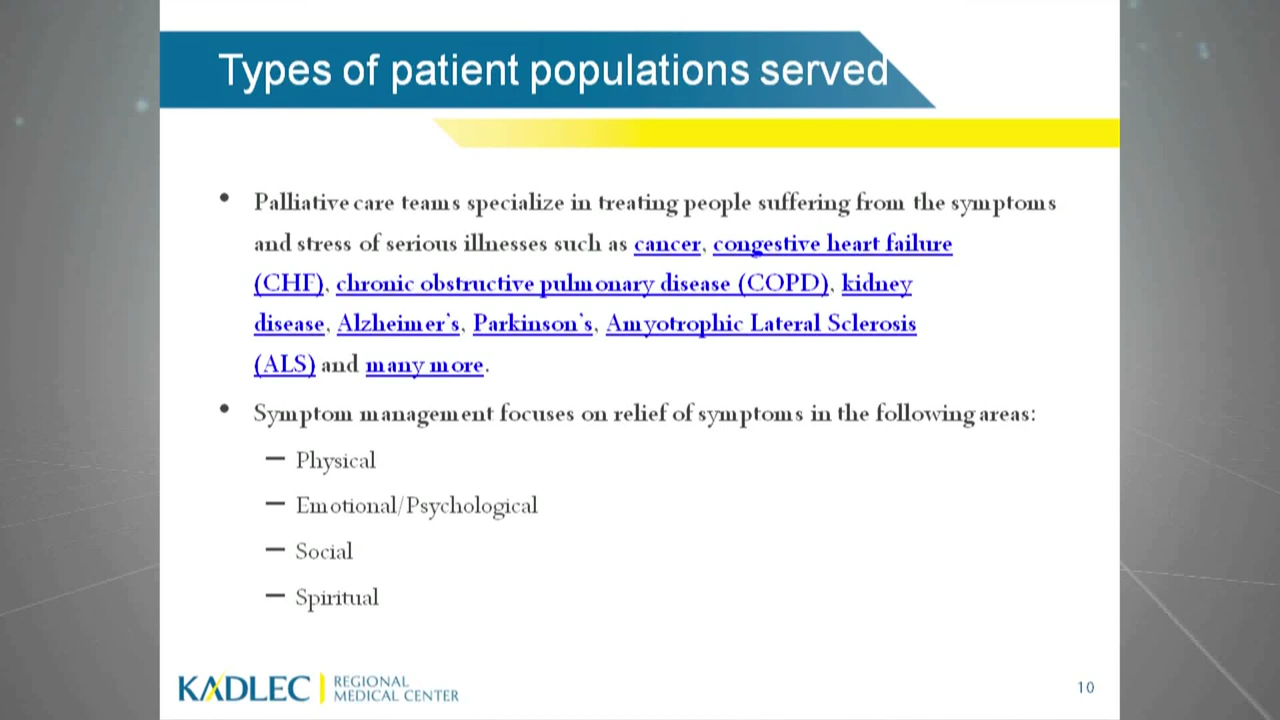 Types of patient populations served
• Palliative care teams specialize in treating people suffering from the symptoms
and stress of serious illnesses such as cancer, congestive heart failure
(CHF), chronic obstructive pulmonary disease (COPD), kidney
disease, Alzheimer's, Parkinson's, Amyotrophic Lateral Sclerosis
(ALS) and many more.
• Symptom management focuses on relief of symptoms in the following areas:
– Physical
– Emotional/Psychological
– Social
– Spiritual
KADLEC | REGIONAL
MEDICAL CENTER
10